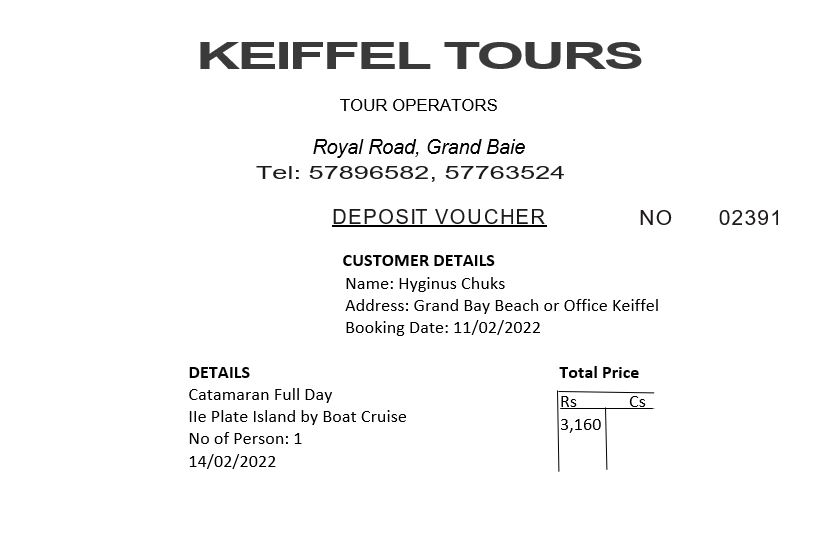 KEIFFEL TOURS
TOUR OPERATORS
Royal Road, Grand Baie
Tel: 57896582, 57763524
DEPOSIT VOUCHER NO 02391
CUSTOMER DETAILS
Name: Hyginus Chuks
Address: Grand Bay Beach or Office Keiffel
Booking Date: 11/02/2022
DETAILS Total Price
Catamaran Full Day Rs Cs
IIe Plate Island by Boat Cruise 3,160
No of Person: 1
14/02/2022